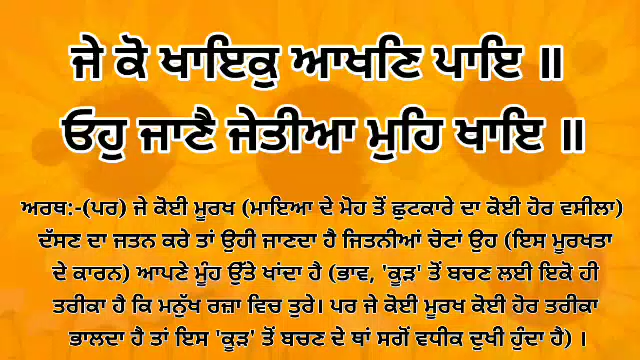 ਜੇ ਕੋ ਖਾਇਕੁ ਆਖਣਿ ਪਾਇ ॥
ਓਹੁ ਜਾਣੈ ਜੇਤੀਆ ਮੁਹਿ ਖਾਇ ॥
ਅਰਥ:-(ਪਰ) ਜੇ ਕੋਈ ਮੂਰਖ (ਮਾਇਆ ਦੇ ਮੋਹ ਤੋਂ ਛੁਟਕਾਰੇ ਦਾ ਕੋਈ ਹੋਰ ਵਸੀਲਾ)
ਦੱਸਣ ਦਾ ਜਤਨ ਕਰੇ ਤਾਂ ਉਹੀ ਜਾਣਦਾ ਹੈ ਜਿਤਨੀਆਂ ਚੋਟਾਂ ਉਹ (ਇਸ ਮੂਰਖਤਾ
ਦੇ ਕਾਰਨ) ਆਪਣੇ ਮੂੰਹ ਉੱਤੇ ਖਾਂਦਾ ਹੈ (ਭਾਵ, 'ਕੂੜ' ਤੋਂ ਬਚਣ ਲਈ ਇਕੋ ਹੀ
ਤਰੀਕਾ ਹੈ ਕਿ ਮਨੁੱਖ ਰਜ਼ਾ ਵਿਚ ਤੁਰੇ। ਪਰ ਜੇ ਕੋਈ ਮੂਰਖ ਕੋਈ ਹੋਰ ਤਰੀਕਾ
ਭਾਲਦਾ ਹੈ ਤਾਂ ਇਸ 'ਕੂੜ' ਤੋਂ ਬਚਣ ਦੇ ਥਾਂ ਸਗੋਂ ਵਧੀਕ ਦੁਖੀ ਹੁੰਦਾ ਹੈ) ।